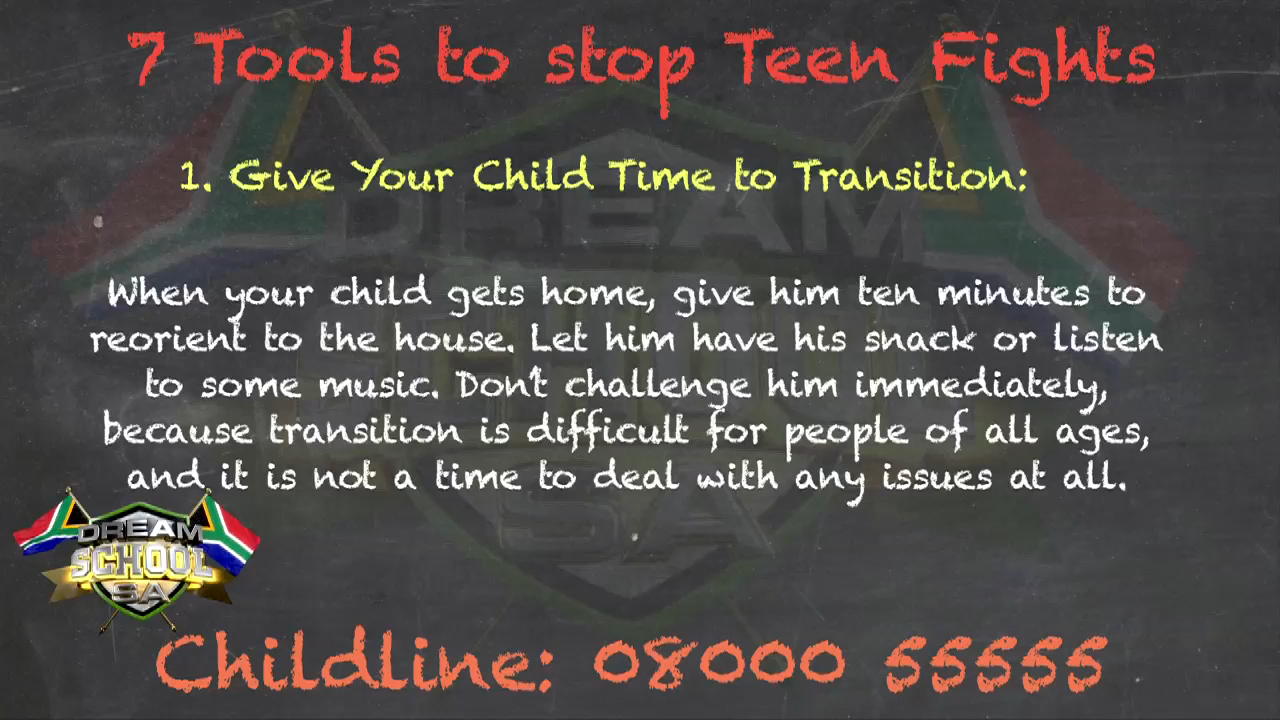 7 Tools to stop Teen Fights
1. Give Your Child Time to Transition:
When your child gets home, give him ten minutes to
reorient to the house. Let him have his snack or listen
to some music. Don't challenge him immediately,
because transition is difficult for people of all ages,
and it is not a time to deal with any issues at all.
DREAM
SCHOOL
SA
Childline: 08000 55555